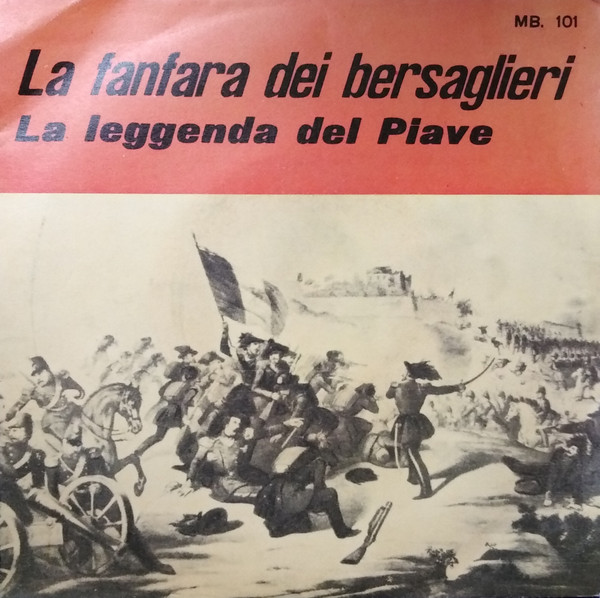 MB. 101
La fanfara dei bersaglieri
La leggenda del Piave